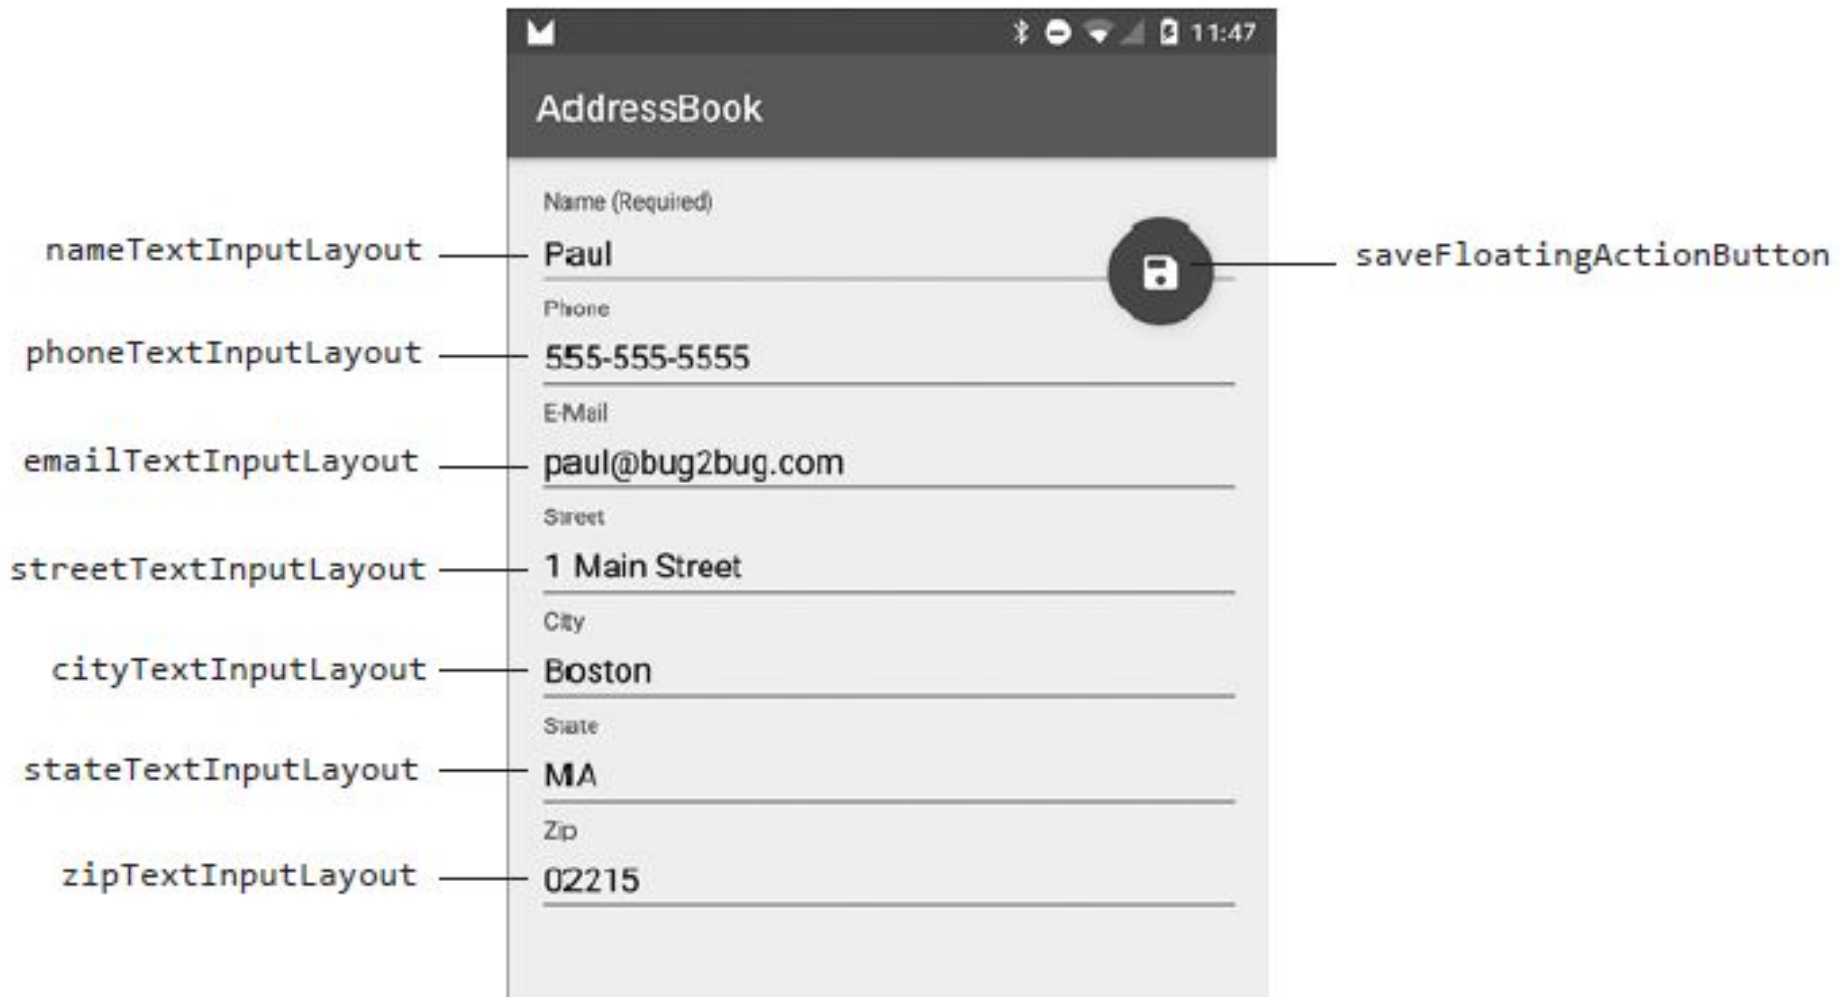 11:47
AddressBook
Name (Required)
nameTextInputLayout
Paul
saveFloatingActionButton
Phone
phoneTextInputLayout
555-555-5555
E-Mail
emailTextInputLayout
paul@bug2bug.com
Street
streetTextInputLayout
1 Main Street
City
cityTextInputLayout
Boston
State
stateTextInputLayout
MA
Zip
zipTextInputLayout
02215